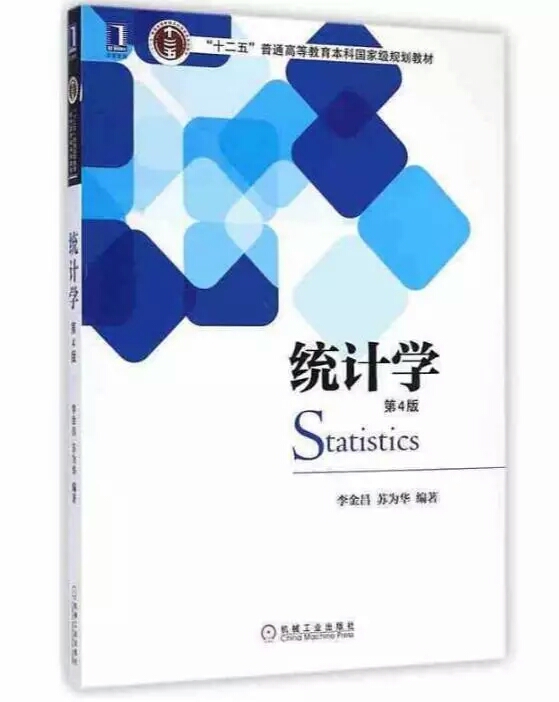 “十二五”普通高等教育本科国家级规划教材
统计学
第4版
Statistics
李金昌 苏为华 编著
机械工业出版社
China Machine Press
统计学
第4版
李金昌 苏为华 编著